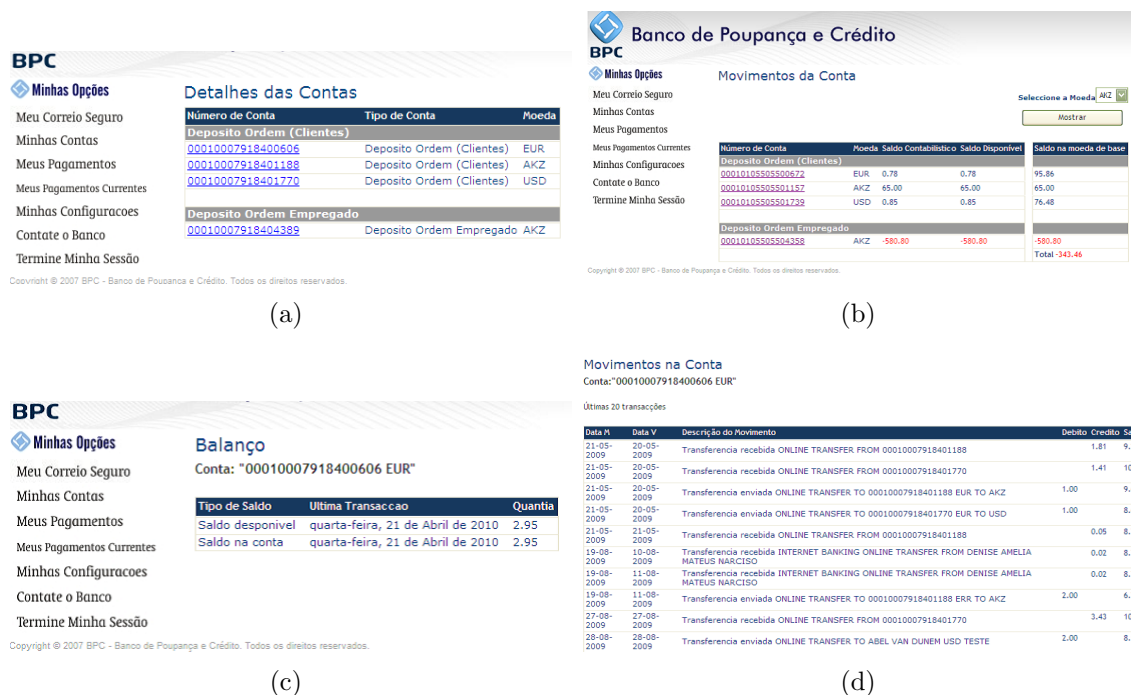 BPC
Minhas Opções
Meu Correio Seguro
Minhas Contas
Meus Pagamentos
Meus Pagamentos Currentes
Minhas Configuracoes
Contate o Banco
Termine Minha Sessão
Detalhes das Contas
Número de Conta Tipo de Conta Moeda
Deposito Ordem (Clientes)
00010007918400606 Deposito Ordem (Clientes) EUR
00010007918401188 Deposito Ordem (Clientes) AKZ
00010007918401770 Deposito Ordem (Clientes) USD
Deposito Ordem Empregado
00010007918404389 Deposito Ordem Empregado AKZ
Copyright © 2007 BPC - Banco de Poupança e Crédito. Todos os direitos reservados.
(a)
BPC
Banco de Poupança e Crédito
Minhas Opções
Meu Correio Seguro
Minhas Contas
Meus Pagamentos
Meus Pagamentos Currentes
Minhas Configuracoes
Contate o Banco
Termine Minha Sessão
Movimentos da Conta
Seleccione a Moeda AKZ
Mostrar
Número de Conta Moeda Saldo Contabilistico Saldo Disponível Saldo na moeda de base
Deposito Ordem (Clientes)
00010105505500672 EUR 0.78 0.78 95.86
00010105505501157 AKZ 65.00 65.00 65.00
00010105505501739 USD 0.85 0.85 76.48
Deposito Ordem Empregado
00010105505504358 AKZ -580.80 -580.80 -580.80
Total -343.46
Copyright © 2007 BPC - Banco de Poupança e Crédito. Todos os direitos reservados.
(b)
BPC
Minhas Opções
Meu Correio Seguro
Minhas Contas
Meus Pagamentos
Meus Pagamentos Currentes
Minhas Configuracoes
Contate o Banco
Termine Minha Sessão
Balanço
Conta: "00010007918400606 EUR"
Tipo de Saldo Ultima Transaccao Quantia
Saldo desponivel quarta-feira, 21 de Abril de 2010 2.95
Saldo na conta quarta-feira, 21 de Abril de 2010 2.95
Copyright © 2007 BPC - Banco de Poupança e Crédito. Todos os direitos reservados.
(c)
Movimentos na Conta
Conta:"00010007918400606 EUR"
Últimas 20 transacções
Data M Data V Descrição do Movimento Debito Credito Sa
21-05-2009 20-05-2009 Transferencia recebida ONLINE TRANSFER FROM 00010007918401188 1.81 9.
21-05-2009 20-05-2009 Transferencia recebida ONLINE TRANSFER FROM 00010007918401770 1.41 10
21-05-2009 20-05-2009 Transferencia enviada ONLINE TRANSFER TO 00010007918401188 EUR TO AKZ 1.00 9.
21-05-2009 20-05-2009 Transferencia enviada ONLINE TRANSFER TO 00010007918401770 EUR TO USD 1.00 8.
21-05-2009 21-05-2009 Transferencia recebida ONLINE TRANSFER FROM 00010007918401188 0.05 8.
19-08-2009 10-08-2009 Transferencia recebida INTERNET BANKING ONLINE TRANSFER FROM DENISE AMELIA MATEUS NARCISO 0.02 8.
19-08-2009 11-08-2009 Transferencia recebida INTERNET BANKING ONLINE TRANSFER FROM DENISE AMELIA MATEUS NARCISO 0.02 8.
19-08-2009 11-08-2009 Transferencia enviada ONLINE TRANSFER TO 00010007918401188 ERR TO AKZ 2.00 6.
27-08-2009 27-08-2009 Transferencia recebida ONLINE TRANSFER FROM 00010007918401770 3.43 10
28-08-2009 28-08-2009 Transferencia enviada ONLINE TRANSFER TO ABEL VAN DUNEM USD TESTE 2.00 8.
(d)